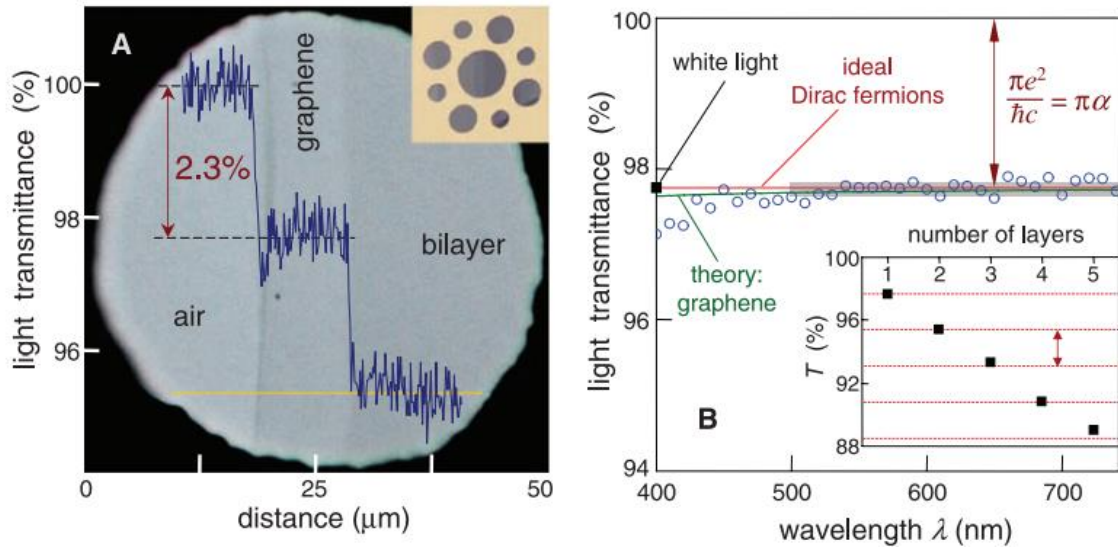 A
light transmittance (%)
100
98
96
2.3%
air
graphene
bilayer
0
25
50
distance (μm)
B
light transmittance (%)
100
98
96
94
white light
ideal
Dirac fermions
πe²/ħc = πα
theory:
graphene
number of layers
1 2 3 4 5
T (%)
100
96
92
88
400 500 600 700
wavelength λ (nm)